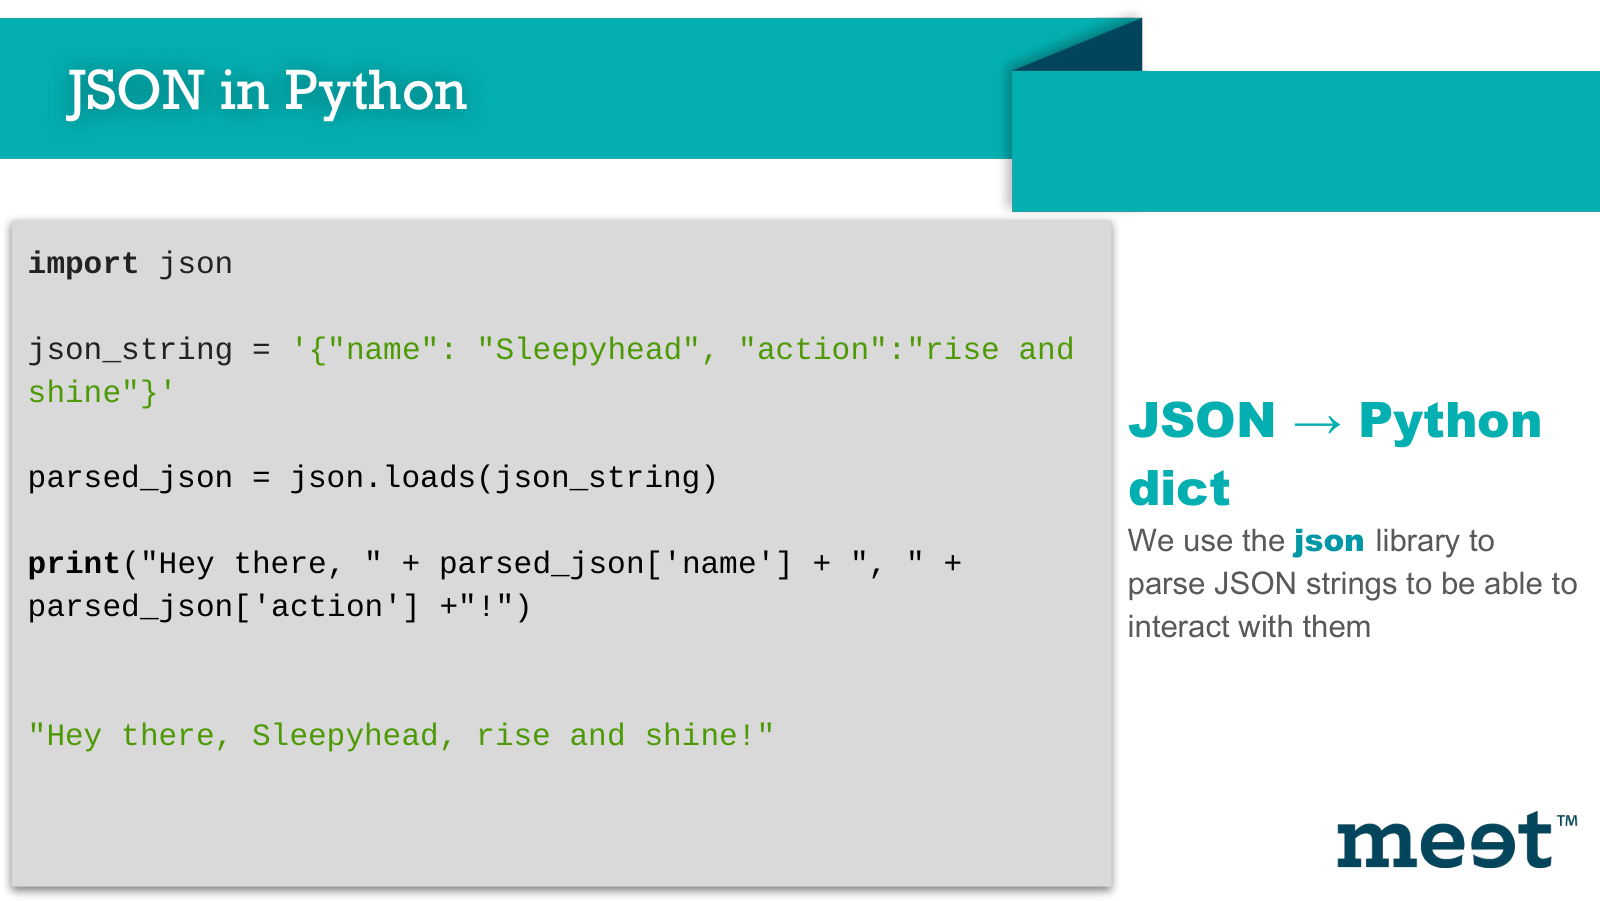 JSON in Python
import json
json_string = '{"name": "Sleepyhead", "action":"rise and
shine"}'
parsed_json = json.loads(json_string)
print("Hey there, " + parsed_json['name'] + ", " +
parsed_json['action'] +"!")
"Hey there, Sleepyhead, rise and shine!"
JSON → Python
dict
We use the json library to
parse JSON strings to be able to
interact with them
meet™